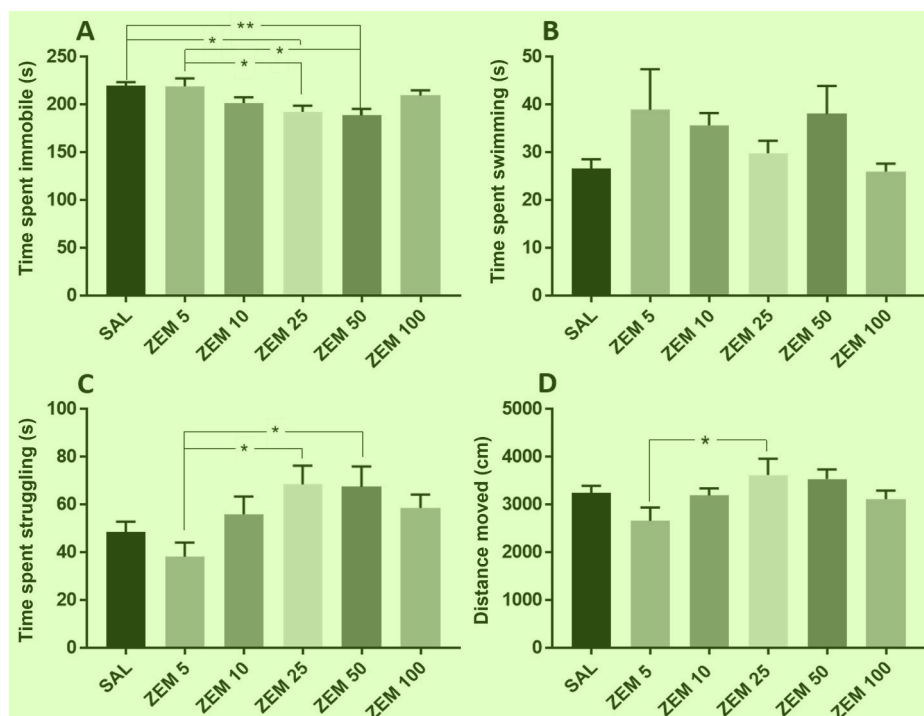 A
**
*
*
*
250
200
150
100
50
0
Time spent immobile (s)
SAL
ZEM 5
ZEM 10
ZEM 25
ZEM 50
ZEM 100
B
50
40
30
20
10
0
Time spent swimming (s)
SAL
ZEM 5
ZEM 10
ZEM 25
ZEM 50
ZEM 100
C
*
*
100
80
60
40
20
0
Time spent struggling (s)
SAL
ZEM 5
ZEM 10
ZEM 25
ZEM 50
ZEM 100
D
*
5000
4000
3000
2000
1000
0
Distance moved (cm)
SAL
ZEM 5
ZEM 10
ZEM 25
ZEM 50
ZEM 100